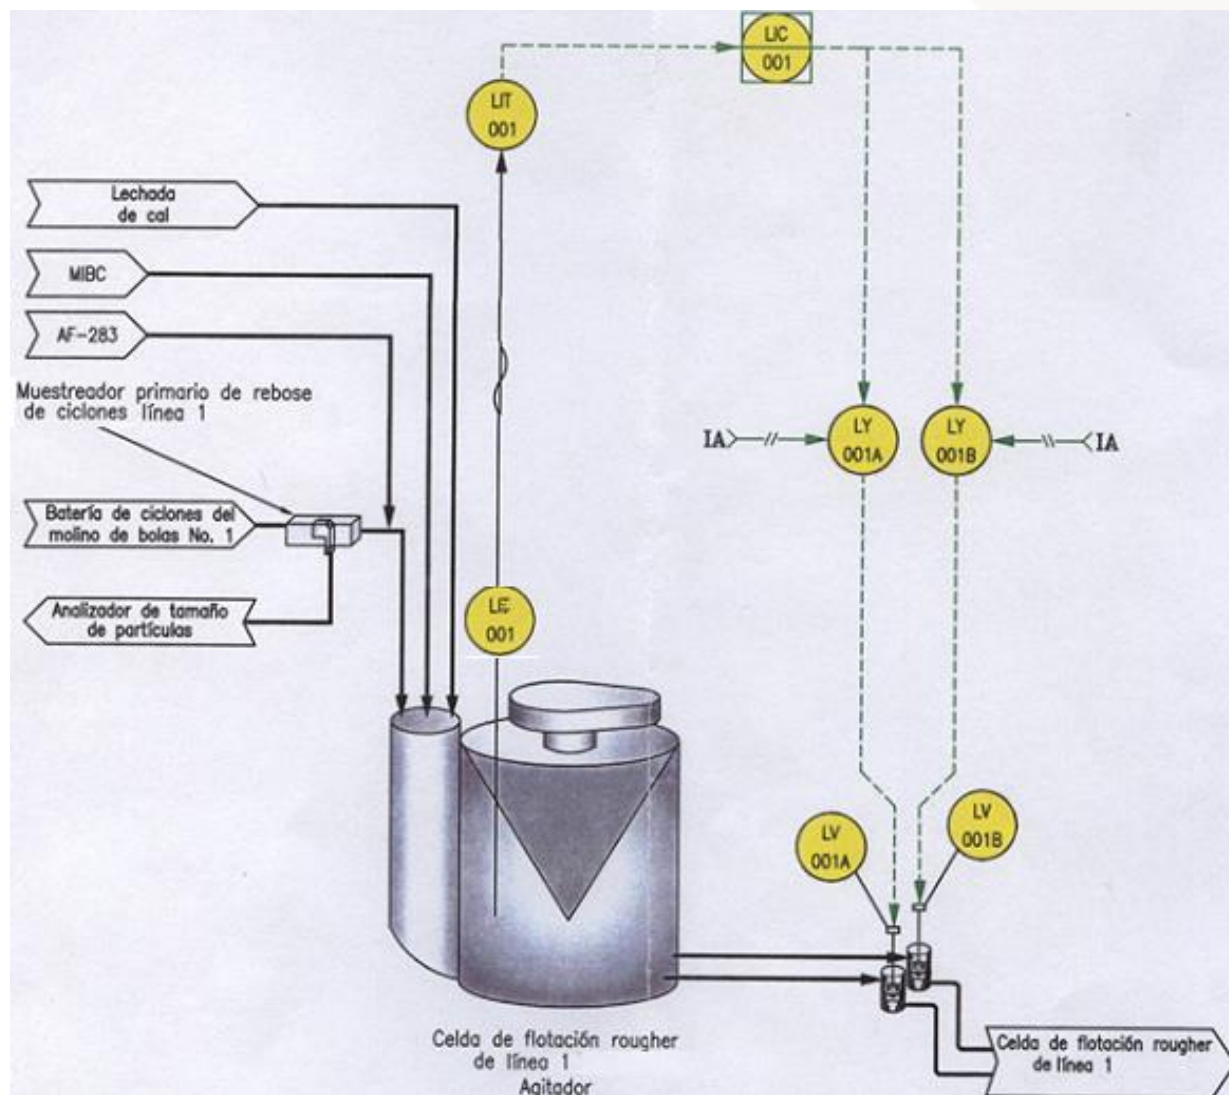 LIC
001
LIT
001
Lechada
de cal
MIBC
AF-283
Muestreador primario de rebose
de ciclones línea 1
LY
001A
LY
001B
IA
IA
Batería de ciclones del
molino de bolas No. 1
Analizador de tamaño
de partículas
LE
001
LV
001A
LV
001B
Celda de flotación rougher
de línea 1
Agitador
Celda de flotación rougher
de línea 1